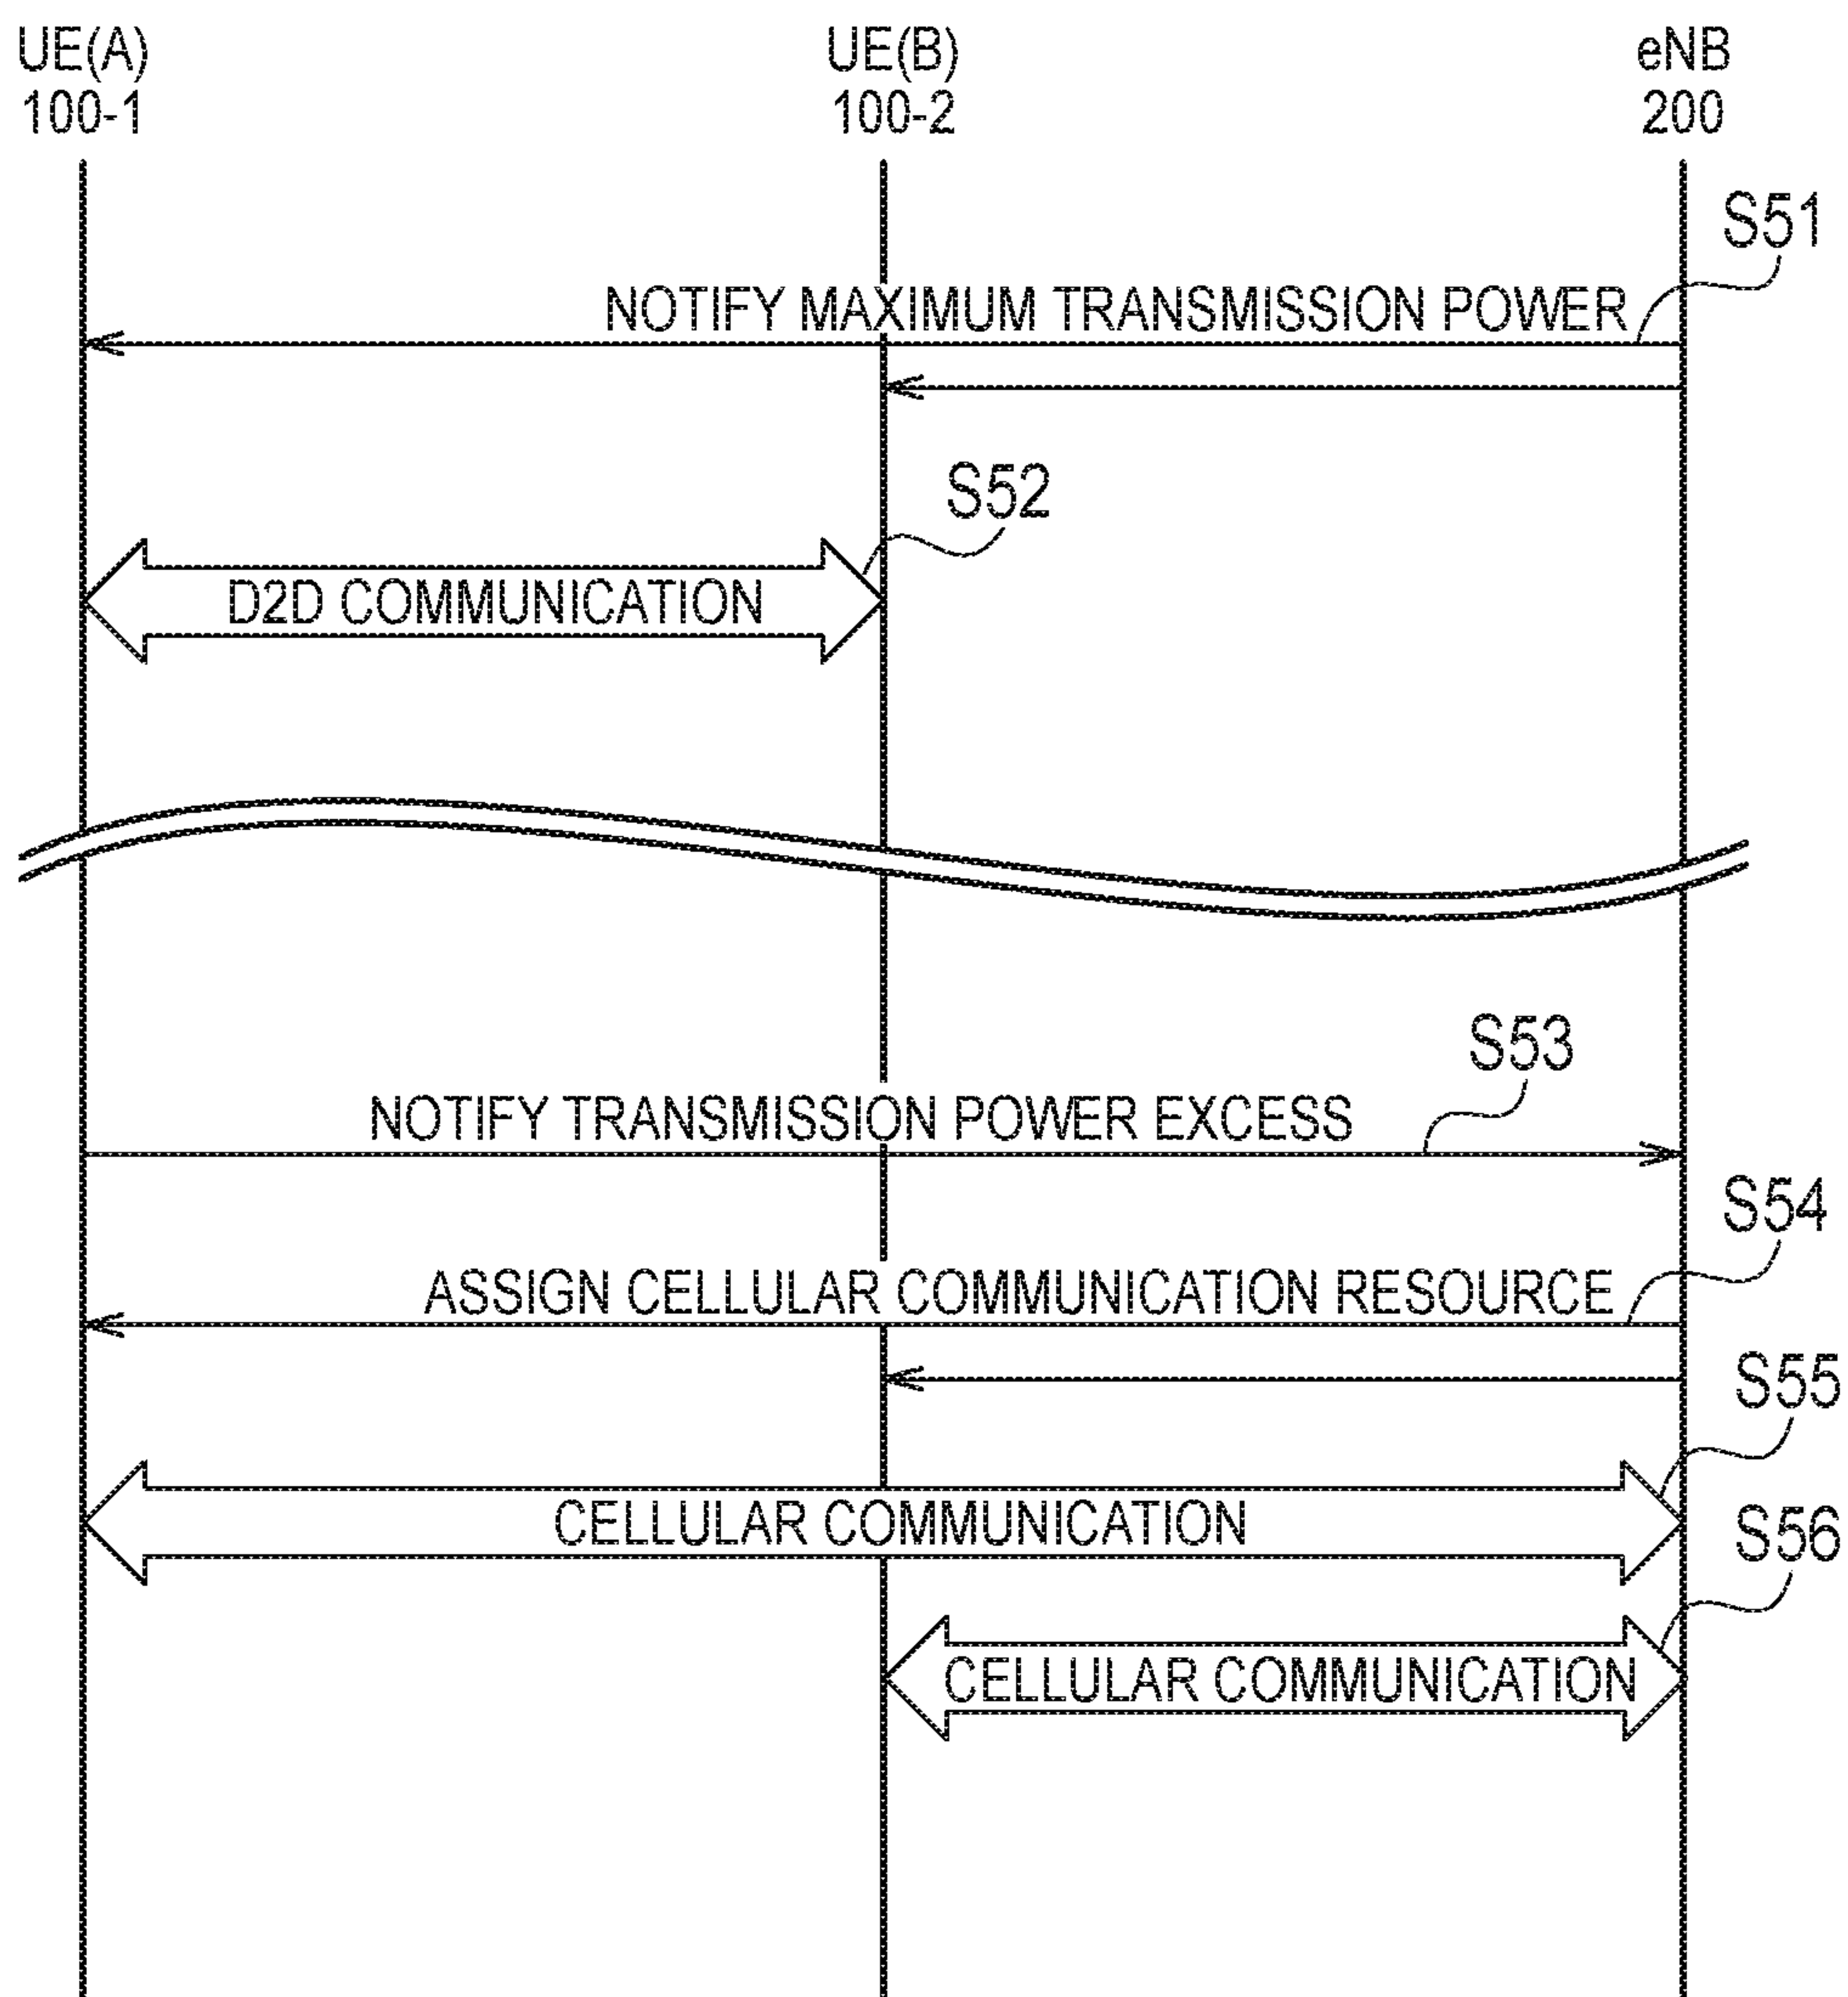 UE(A)
100-1
UE(B)
100-2
eNB
200
S51
NOTIFY MAXIMUM TRANSMISSION POWER
S52
D2D COMMUNICATION
S53
NOTIFY TRANSMISSION POWER EXCESS
S54
ASSIGN CELLULAR COMMUNICATION RESOURCE
S55
CELLULAR COMMUNICATION
S56
CELLULAR COMMUNICATION